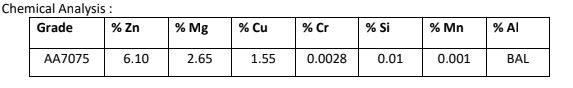 Chemical Analysis :
Grade % Zn % Mg % Cu % Cr % Si % Mn % Al
AA7075 6.10 2.65 1.55 0.0028 0.01 0.001 BAL